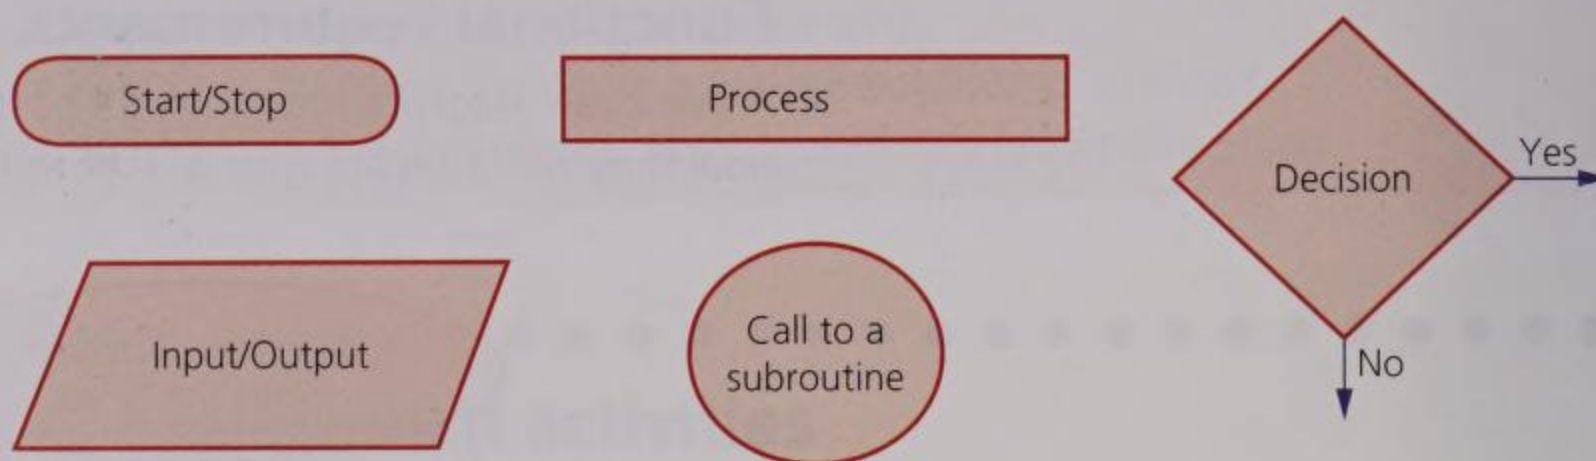 Start/Stop
Process
Decision
Yes
Input/Output
Call to a
subroutine
No